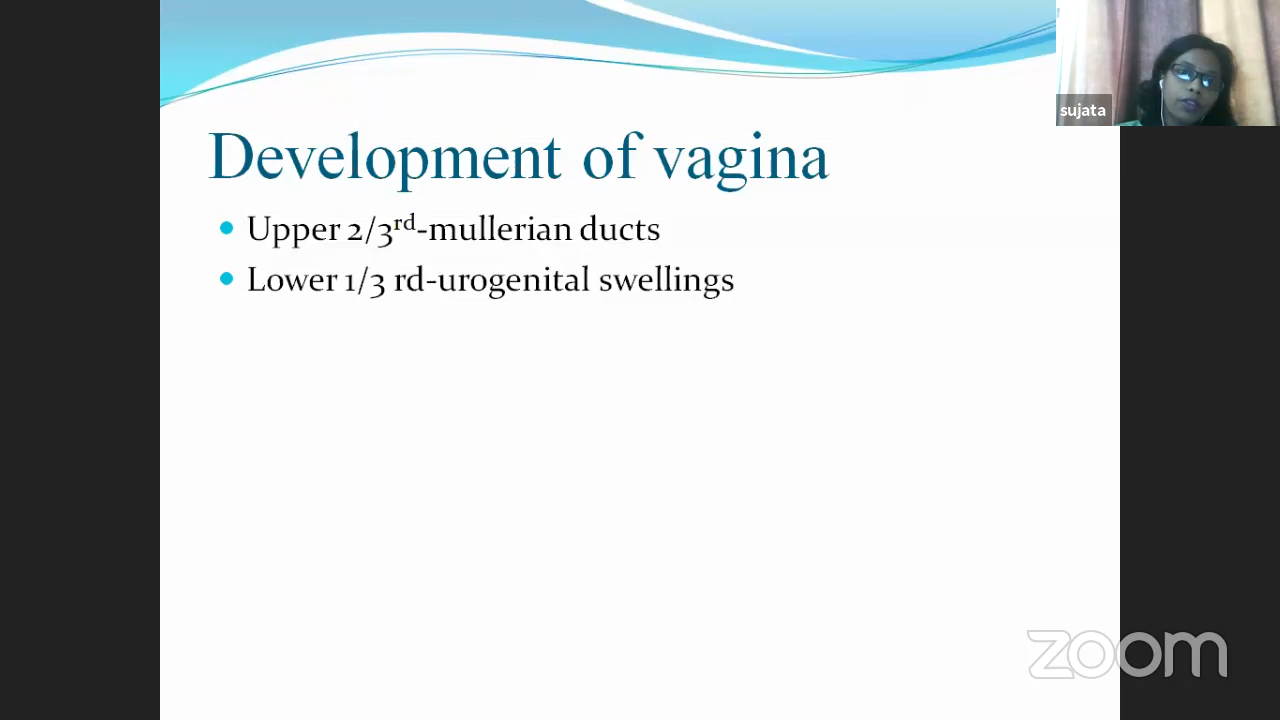 sujata
Development of vagina
Upper 2/3rd-mullerian ducts
Lower 1/3 rd-urogenital swellings
zoom